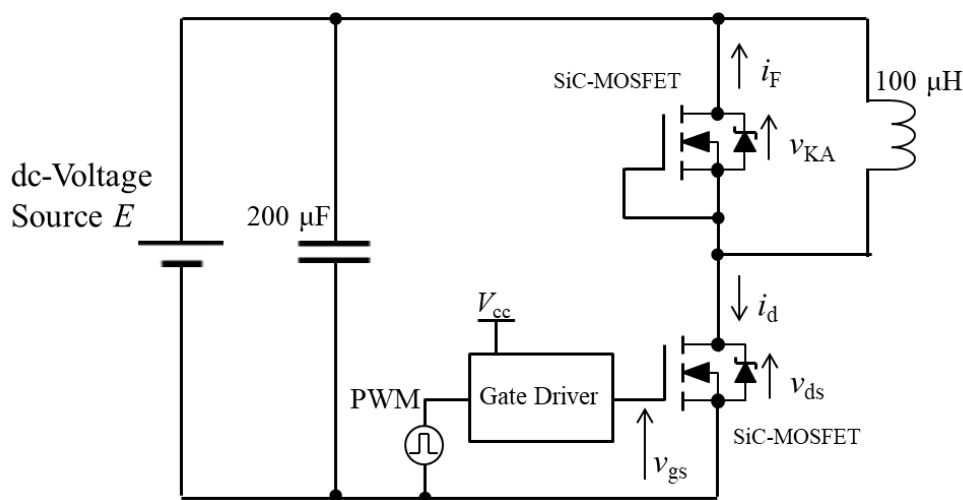 SiC-MOSFET
i_F
100 μH
v_KA
dc-Voltage
Source E
200 μF
V_cc
i_d
PWM
Gate Driver
v_ds
v_gs
SiC-MOSFET